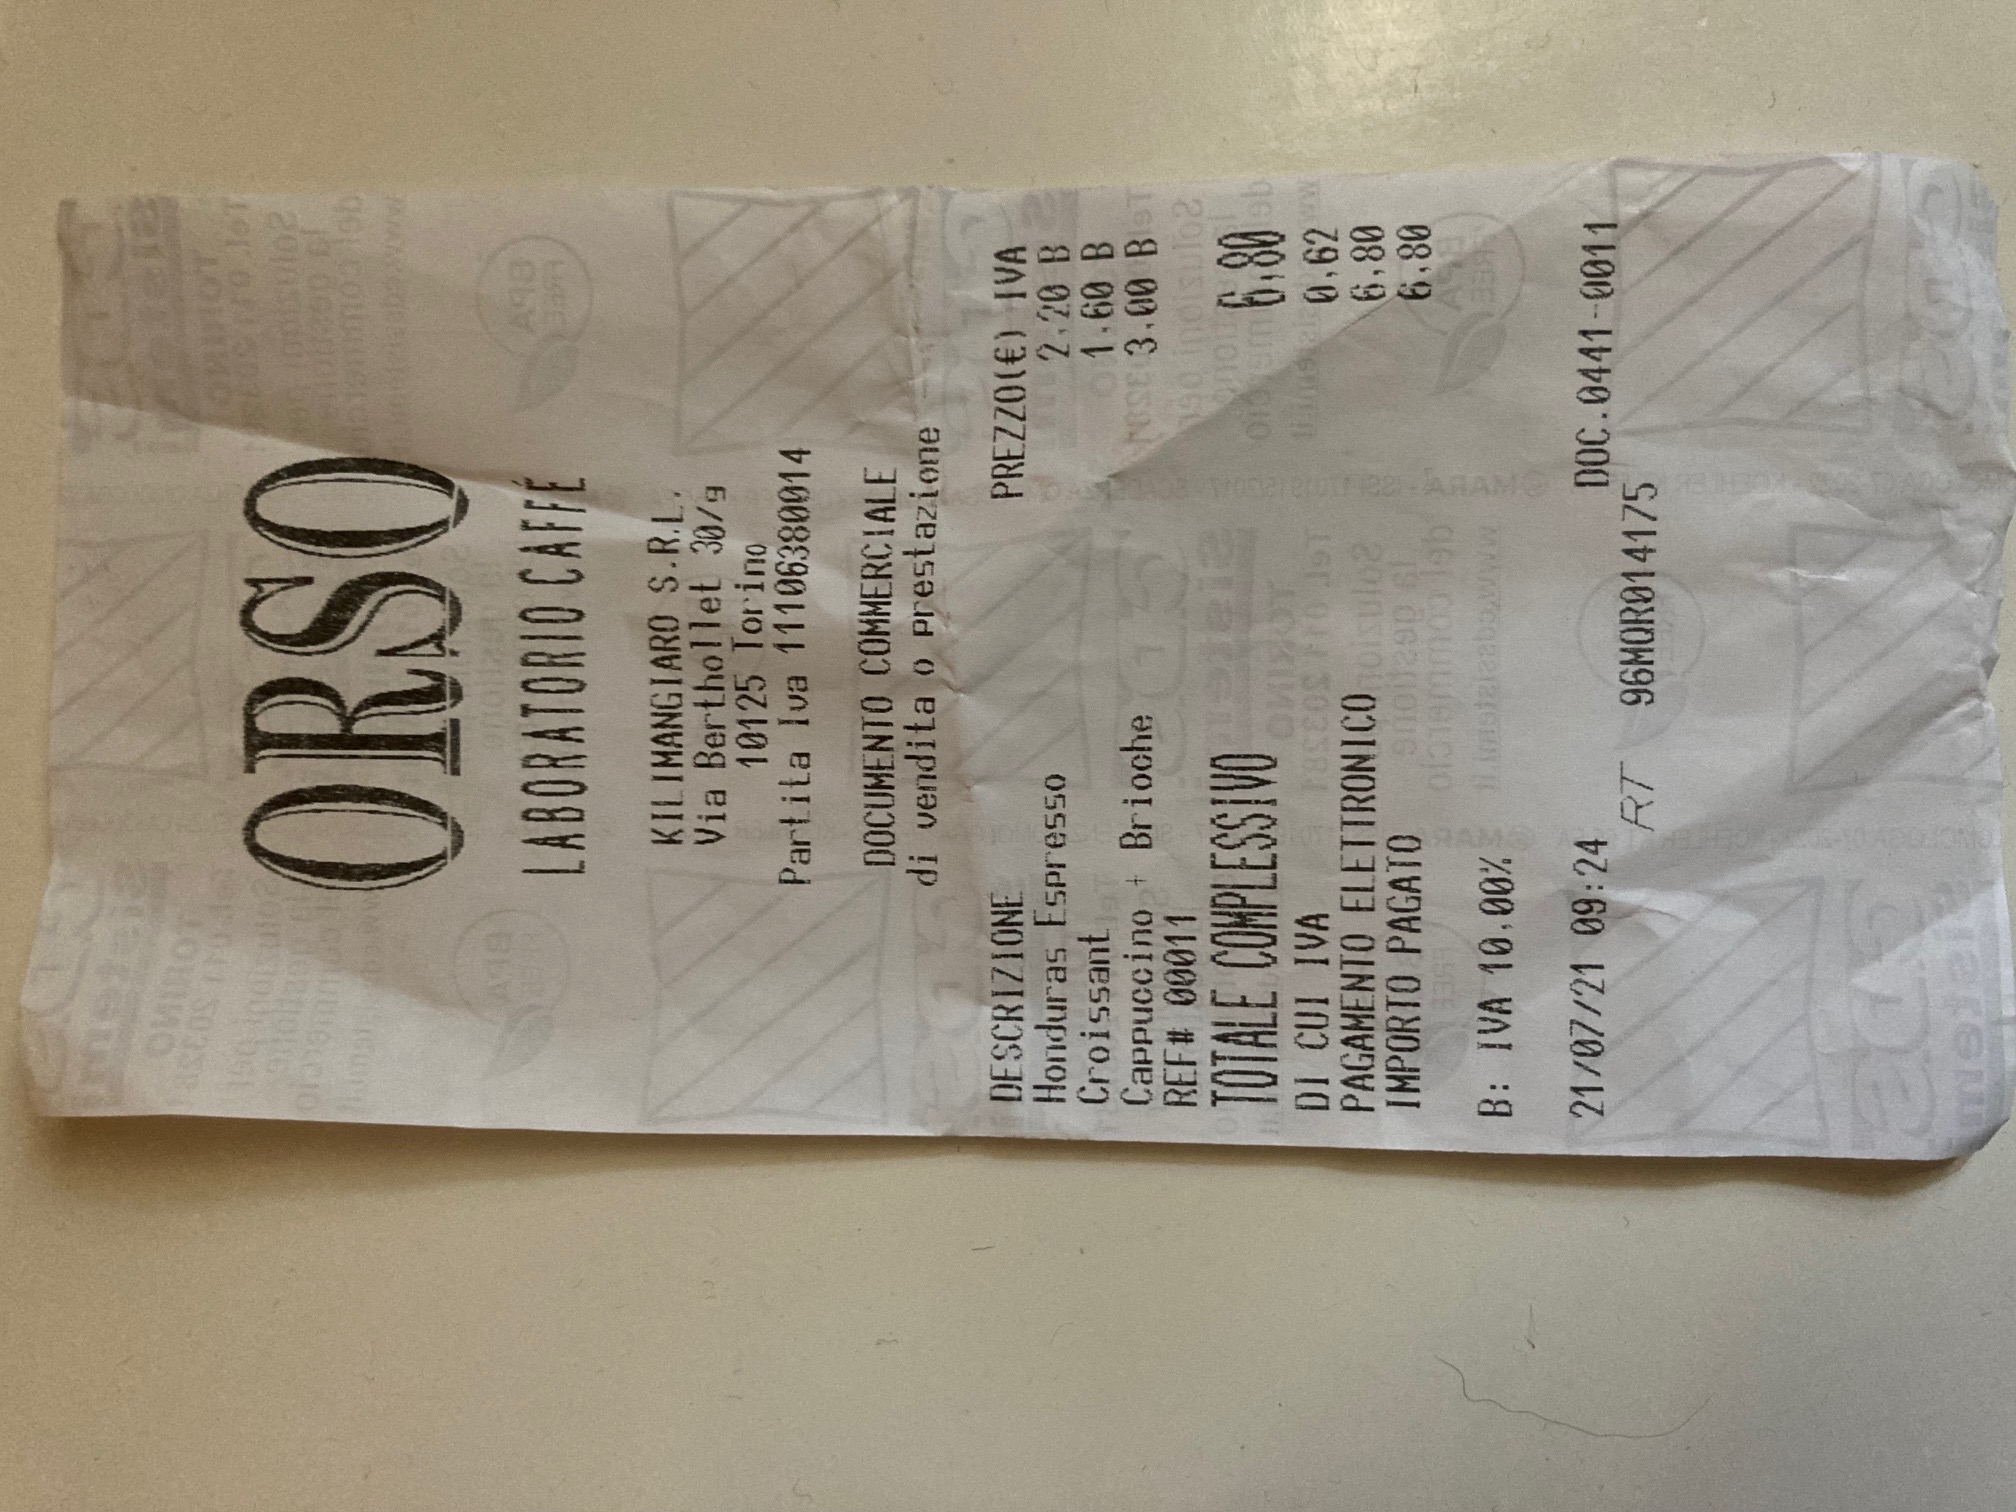 ORSO
LABORATORIO CAFFÈ
KILIMANGIARO S.R.L.
Via Berthollet 30/g
10125 Torino
Partita Iva 11106380014
DOCUMENTO COMMERCIALE
di vendita o prestazione
DESCRIZIONE PREZZO(€) IVA
Honduras Espresso 2,20 B
Croissant 1,60 B
Cappuccino + Brioche 3,00 B
REF# 00011
TOTALE COMPLESSIVO 6,80
DI CUI IVA 0,62
PAGAMENTO ELETTRONICO 6,80
IMPORTO PAGATO 6,80
B: IVA 10,00%
21/07/21 09:24 DOC.0441-0011
RT 96MQR014175